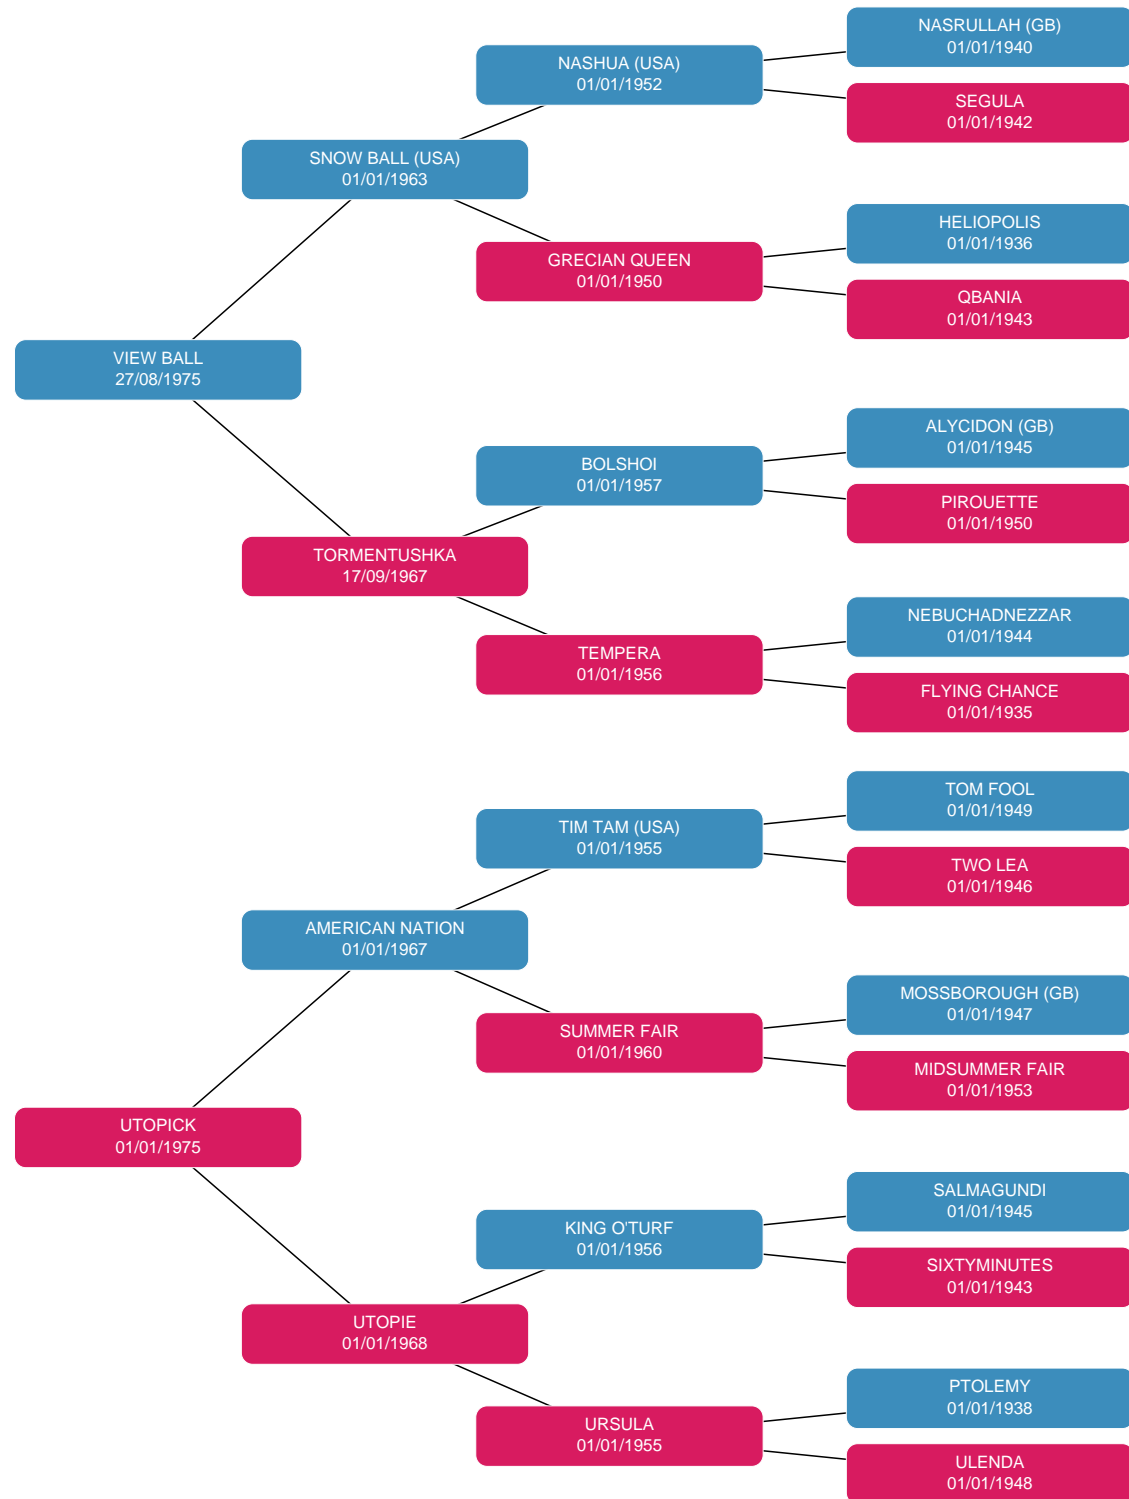 NASRULLAH (GB)
01/01/1940
NASHUA (USA)
01/01/1952
SEGULA
01/01/1942
SNOW BALL (USA)
01/01/1963
HELIOPOLIS
01/01/1936
GRECIAN QUEEN
01/01/1950
QBANIA
01/01/1943
VIEW BALL
27/08/1975
ALYCIDON (GB)
01/01/1945
BOLSHOI
01/01/1957
PIROUETTE
01/01/1950
TORMENTUSHKA
17/09/1967
NEBUCHADNEZZAR
01/01/1944
TEMPERA
01/01/1956
FLYING CHANCE
01/01/1935
TOM FOOL
01/01/1949
TIM TAM (USA)
01/01/1955
TWO LEA
01/01/1946
AMERICAN NATION
01/01/1967
MOSSBOROUGH (GB)
01/01/1947
SUMMER FAIR
01/01/1960
MIDSUMMER FAIR
01/01/1953
UTOPICK
01/01/1975
SALMAGUNDI
01/01/1945
KING O'TURF
01/01/1956
SIXTYMINUTES
01/01/1943
UTOPIE
01/01/1968
PTOLEMY
01/01/1938
URSULA
01/01/1955
ULENDA
01/01/1948